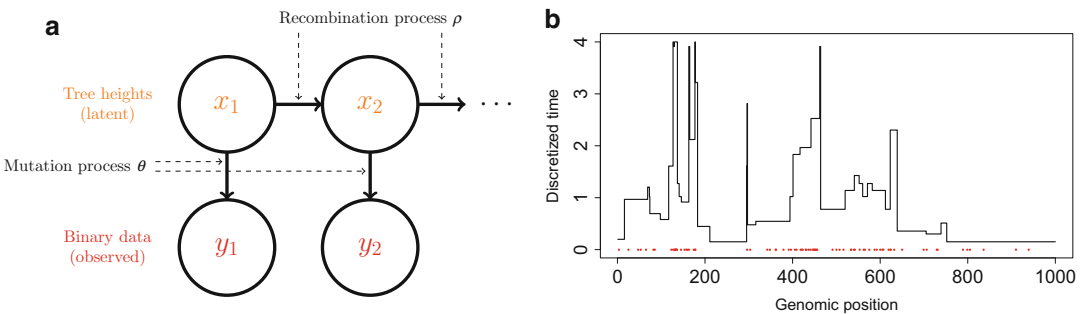 a
Recombination process ρ
Tree heights
(latent)
x1
x2
· · ·
Mutation process θ
Binary data
(observed)
y1
y2
b
Discretized time
4
3
2
1
0
0 200 400 600 800 1000
Genomic position